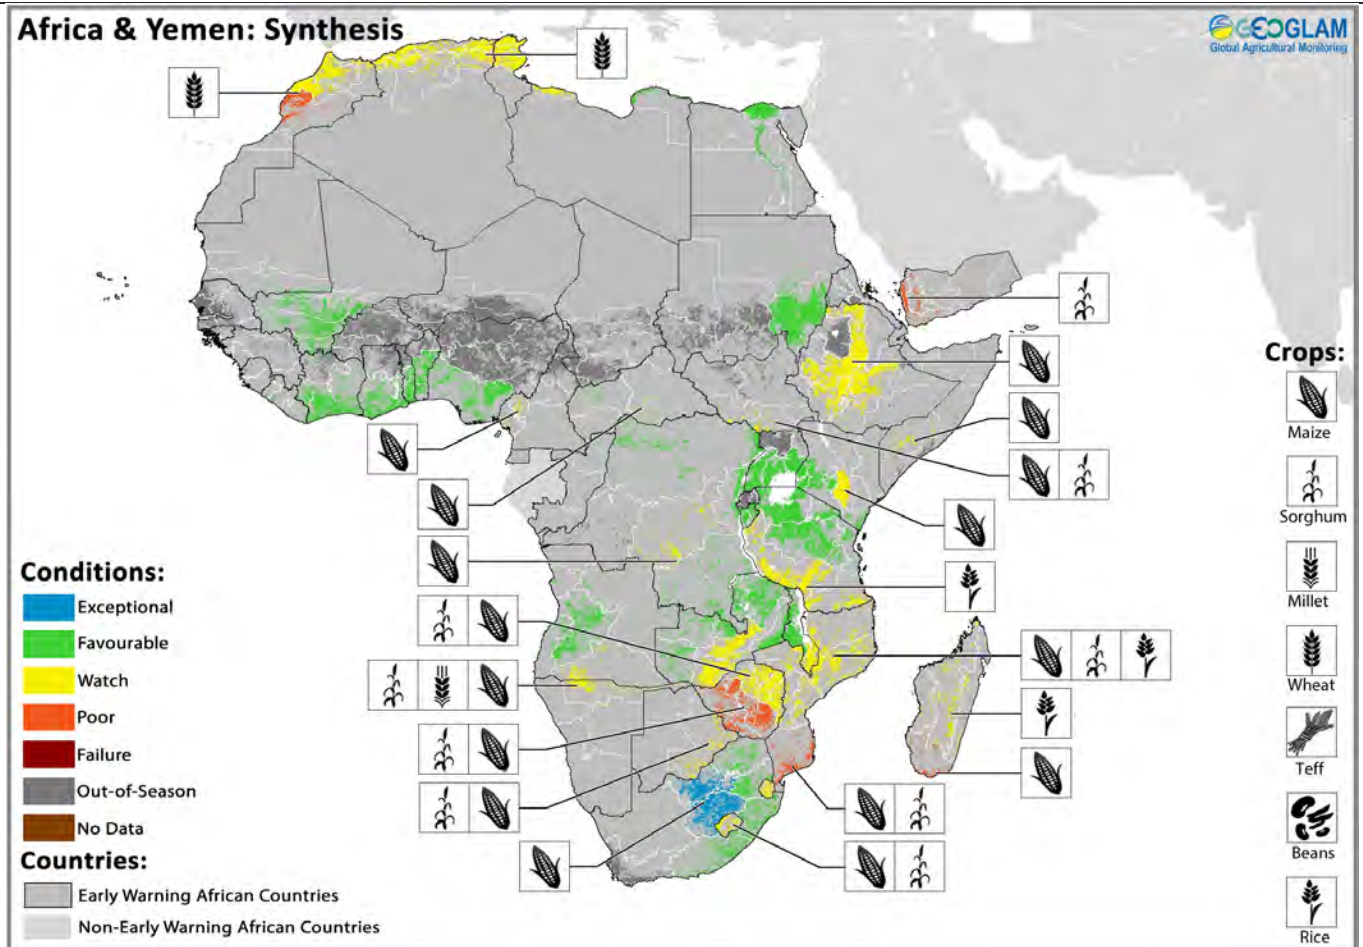 Africa & Yemen: Synthesis
GEOGLAM
Global Agricultural Monitoring
Crops:
Maize
Sorghum
Millet
Wheat
Teff
Beans
Rice
Conditions:
Exceptional
Favourable
Watch
Poor
Failure
Out-of-Season
No Data
Countries:
Early Warning African Countries
Non-Early Warning African Countries